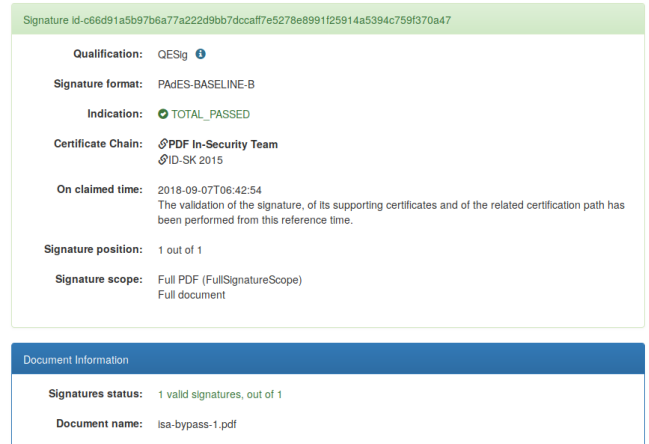 Signature id-c66d91a5b97b6a77a222d9bb7dccaff7e5278e8991f25914a5394c759f370a47
Qualification: QESig
Signature format: PAdES-BASELINE-B
Indication: TOTAL_PASSED
Certificate Chain: PDF In-Security Team
ID-SK 2015
On claimed time: 2018-09-07T06:42:54
The validation of the signature, of its supporting certificates and of the related certification path has
been performed from this reference time.
Signature position: 1 out of 1
Signature scope: Full PDF (FullSignatureScope)
Full document
Document Information
Signatures status: 1 valid signatures, out of 1
Document name: isa-bypass-1.pdf